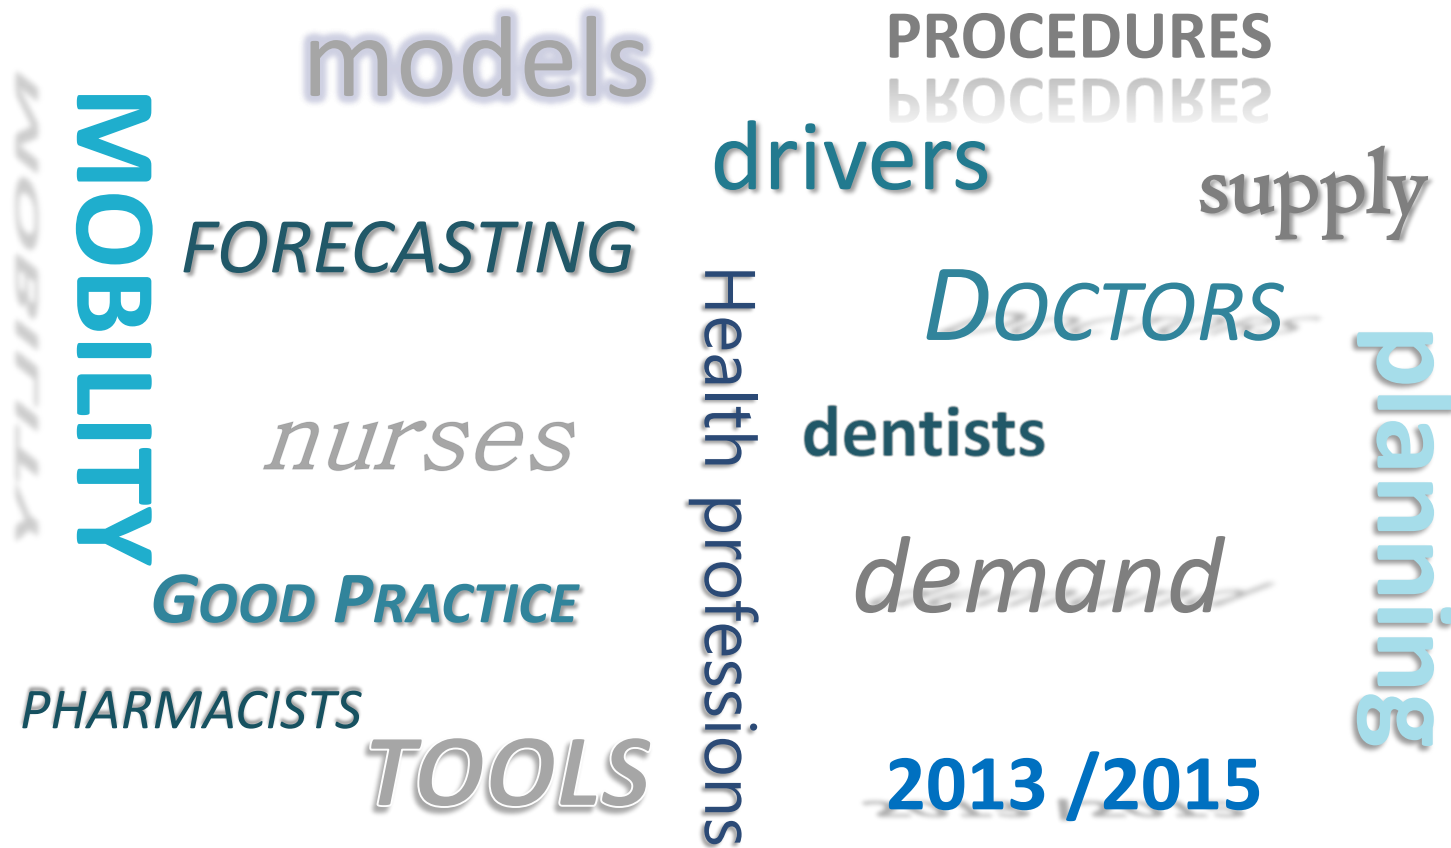 models
PROCEDURES
drivers
supply
MOBILITY
FORECASTING
DOCTORS
Health professions
planning
nurses
dentists
demand
GOOD PRACTICE
PHARMACISTS
TOOLS
2013 /2015